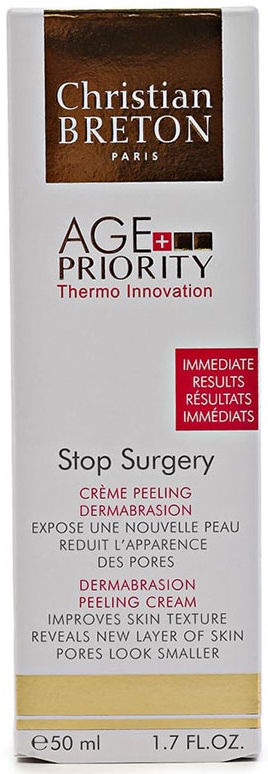 Christian
BRETON
PARIS
AGE+
PRIORITY
Thermo Innovation
IMMEDIATE
RESULTS
RÉSULTATS
IMMÉDIATS
Stop Surgery
CRÈME PEELING
DERMABRASION
EXPOSE UNE NOUVELLE PEAU
REDUIT L'APPARENCE
DES PORES
DERMABRASION
PEELING CREAM
IMPROVES SKIN TEXTURE
REVEALS NEW LAYER OF SKIN
PORES LOOK SMALLER
℮50 ml 1.7 FL.OZ.